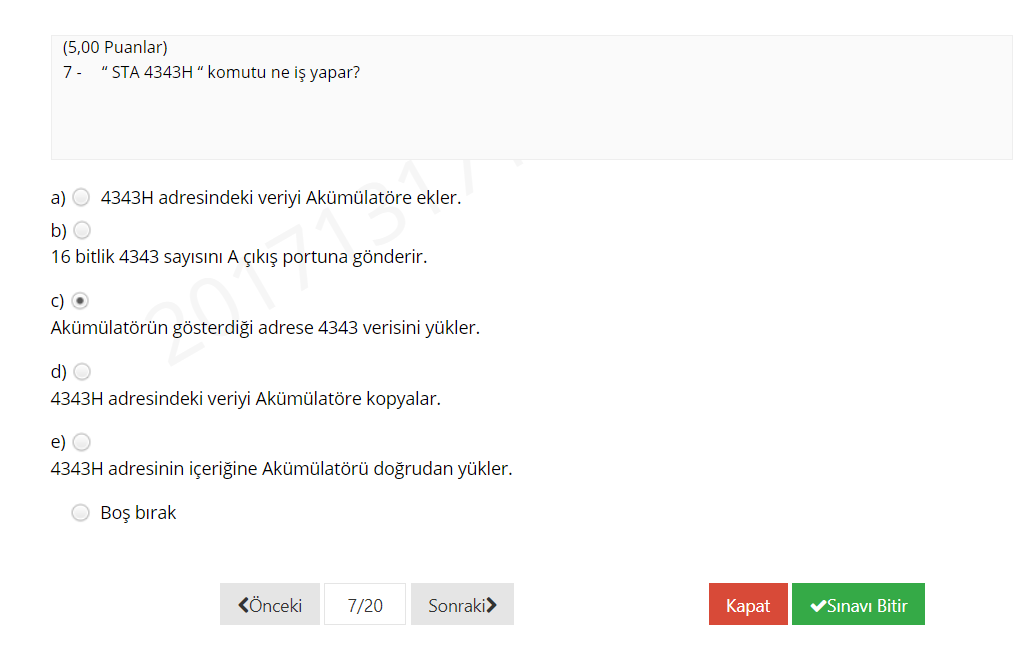 (5,00 Puanlar)
7 - “ STA 4343H “ komutu ne iş yapar?
a) 4343H adresindeki veriyi Akümülatöre ekler.
b)
16 bitlik 4343 sayısını A çıkış portuna gönderir.
c)
Akümülatörün gösterdiği adrese 4343 verisini yükler.
d)
4343H adresindeki veriyi Akümülatöre kopyalar.
e)
4343H adresinin içeriğine Akümülatörü doğrudan yükler.
Boş bırak
Önceki 7/20 Sonraki Kapat Sınavı Bitir